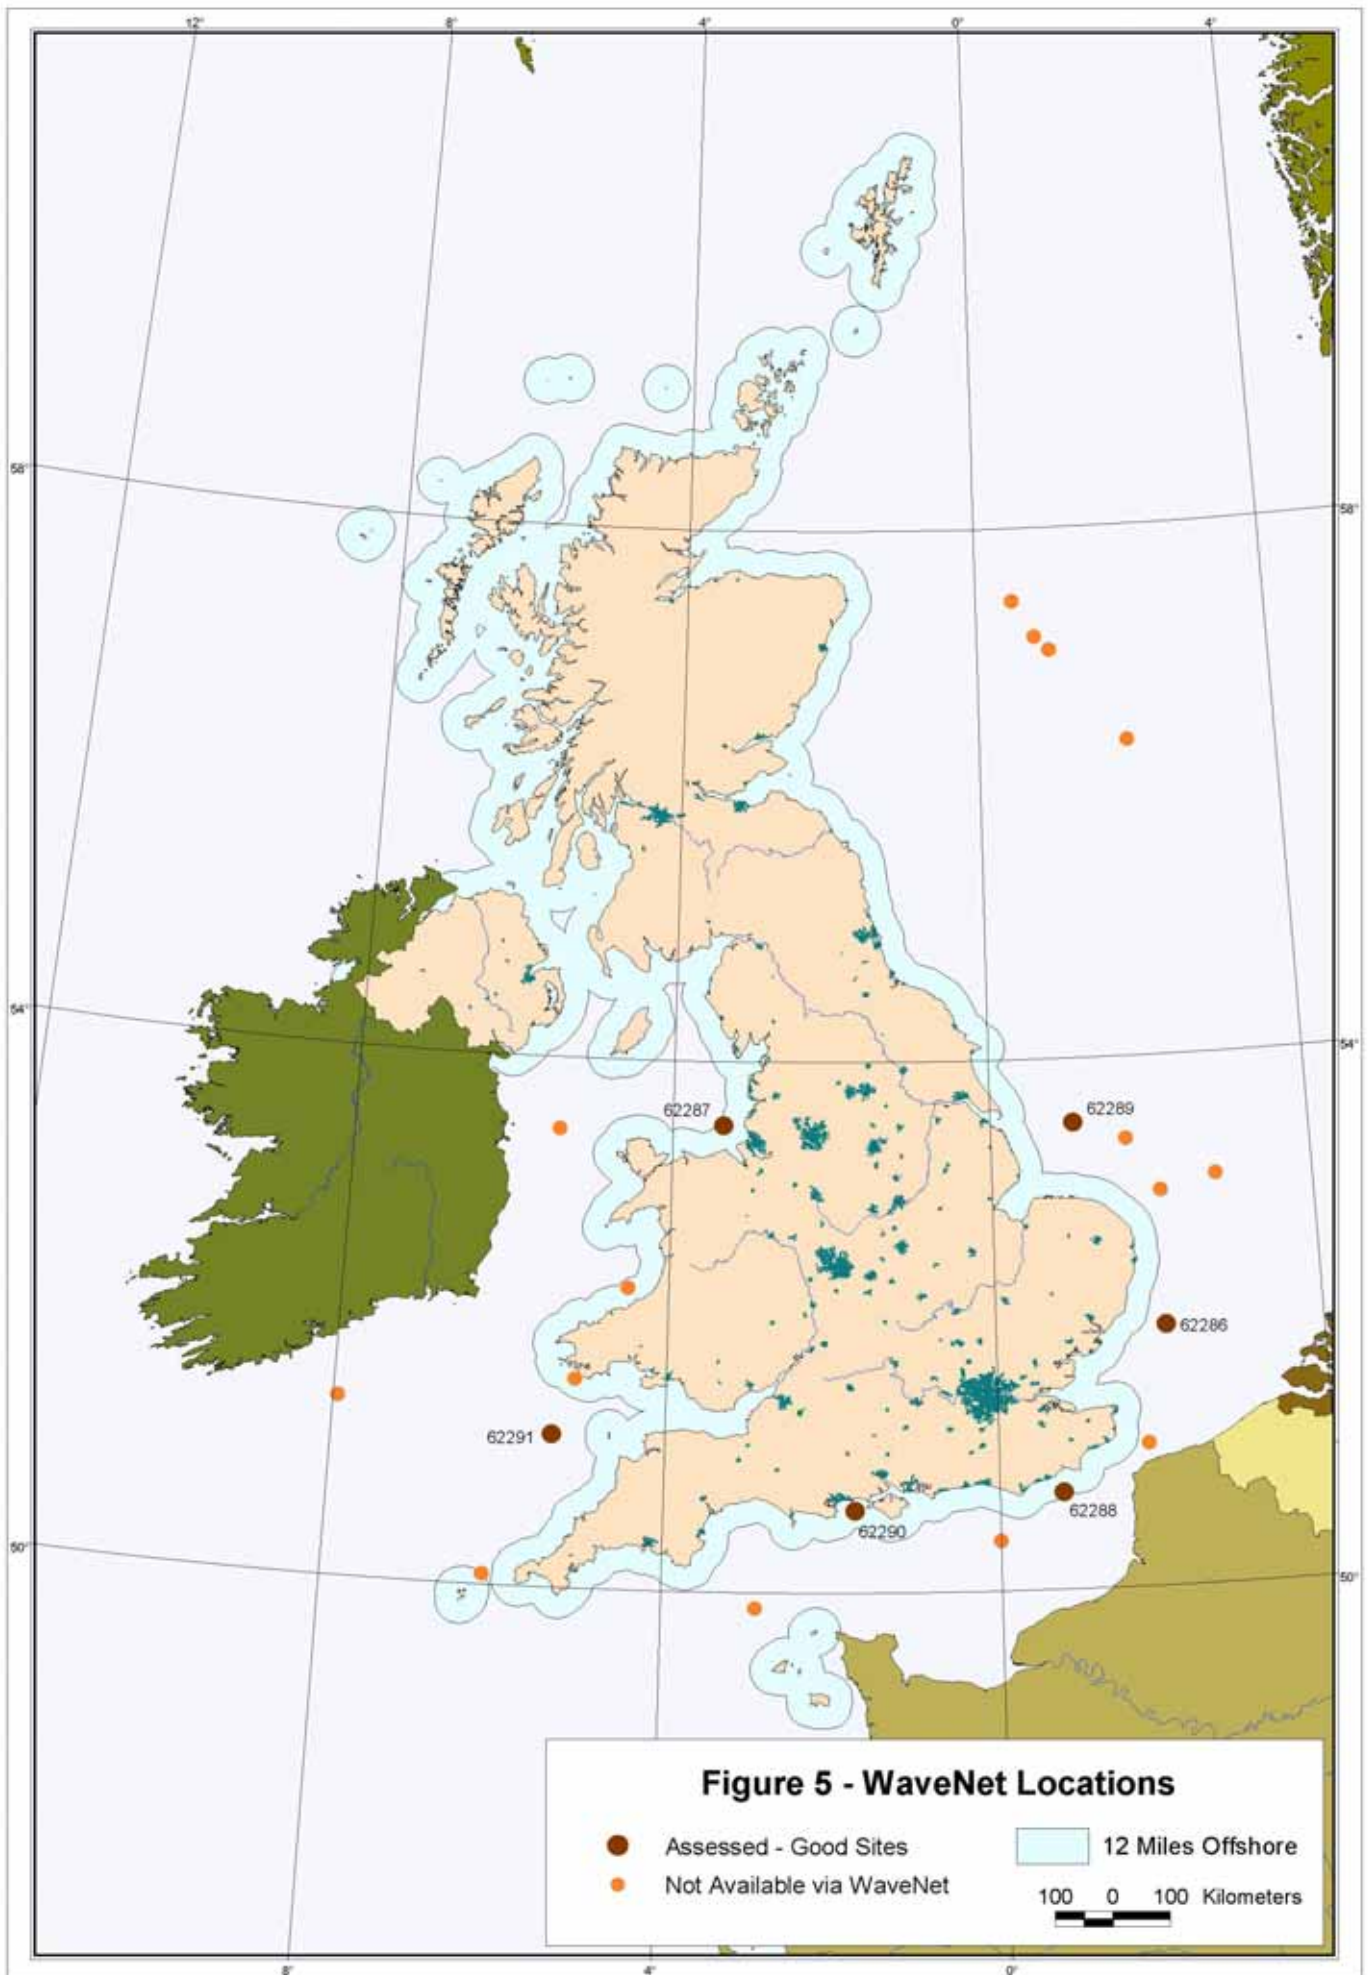 12° 8° 4° 0° 4°
58°
58°
54°
54°
62287
62289
62286
62291
62288
62290
50°
50°
Figure 5 - WaveNet Locations
Assessed - Good Sites
12 Miles Offshore
Not Available via WaveNet
100 0 100 Kilometers
8° 4° 0°